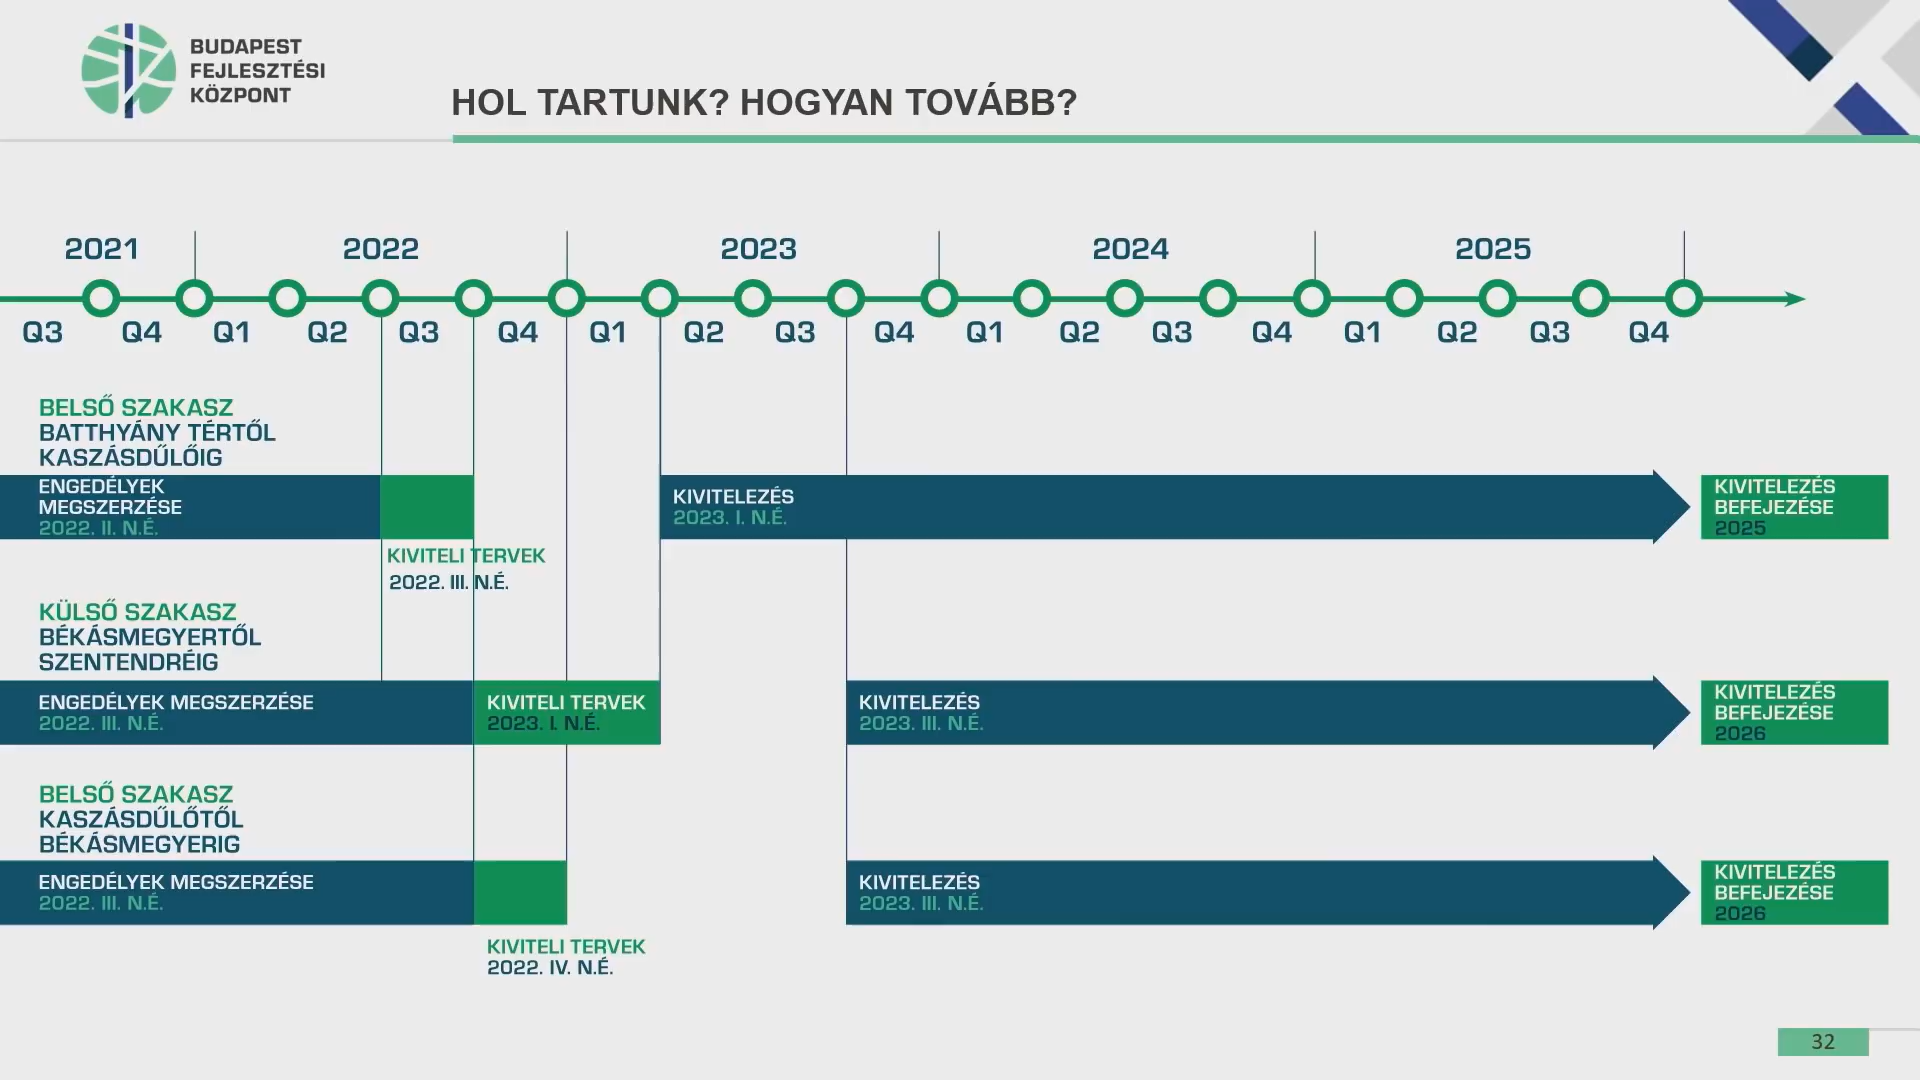 BUDAPEST
FEJLESZTÉSI
KÖZPONT
HOL TARTUNK? HOGYAN TOVÁBB?
2021 2022 2023 2024 2025
Q3 Q4 Q1 Q2 Q3 Q4 Q1 Q2 Q3 Q4 Q1 Q2 Q3 Q4 Q1 Q2 Q3 Q4
BELSŐ SZAKASZ
BATTHYÁNY TÉRTŐL
KASZÁSDŰLŐIG
ENGEDÉLYEK
MEGSZERZÉSE
2022. II. N.É.
KIVITELI TERVEK
2022. III. N.É.
KIVITELEZÉS
2023. I. N.É.
KIVITELEZÉS
BEFEJEZÉSE
2025
KÜLSŐ SZAKASZ
BÉKÁSMEGYERTŐL
SZENTENDRÉIG
ENGEDÉLYEK MEGSZERZÉSE
2022. III. N.É.
KIVITELI TERVEK
2023. I. N.É.
KIVITELEZÉS
2023. III. N.É.
KIVITELEZÉS
BEFEJEZÉSE
2026
BELSŐ SZAKASZ
KASZÁSDŰLŐTŐL
BÉKÁSMEGYERIG
ENGEDÉLYEK MEGSZERZÉSE
2022. III. N.É.
KIVITELI TERVEK
2022. IV. N.É.
KIVITELEZÉS
2023. III. N.É.
KIVITELEZÉS
BEFEJEZÉSE
2026
32